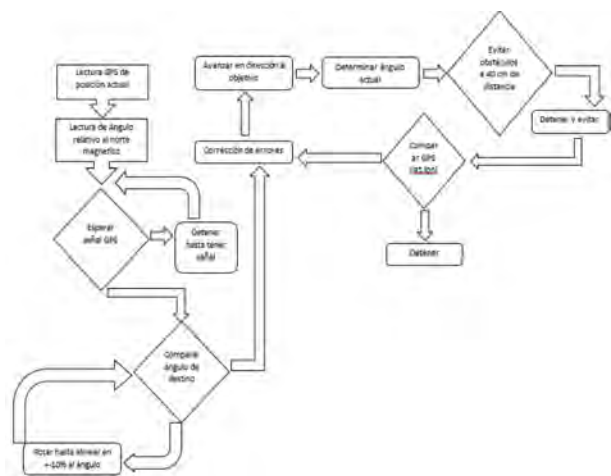 Lectura GPS de
posición actual
Lectura de Ángulo
relativo al norte
magnético
Esperar
señal GPS
Detener
hasta tener
señal
Comparar
ángulo de
destino
Rotar hasta alinear en
+-10% al ángulo
Corrección de errores
Avanzar en dirección al
objetivo
Determinar ángulo
actual
Evitar
obstáculos
a 40 cm de
distancia
Detener y evitar
Compar
ar GPS
(lat,lon)
Detener